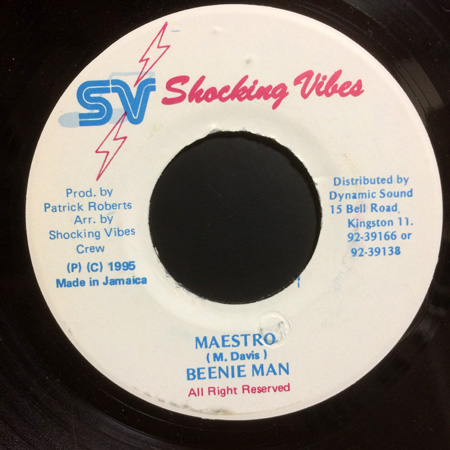 SV Shocking Vibes
Prod. by
Patrick Roberts
Arr. by
Shocking Vibes
Crew
(P) (C) 1995
Made in Jamaica
Distributed by
Dynamic Sound
15 Bell Road,
Kingston 11.
92-39166 or
92-39138
MAESTRO
( M. Davis )
BEENIE MAN
All Right Reserved